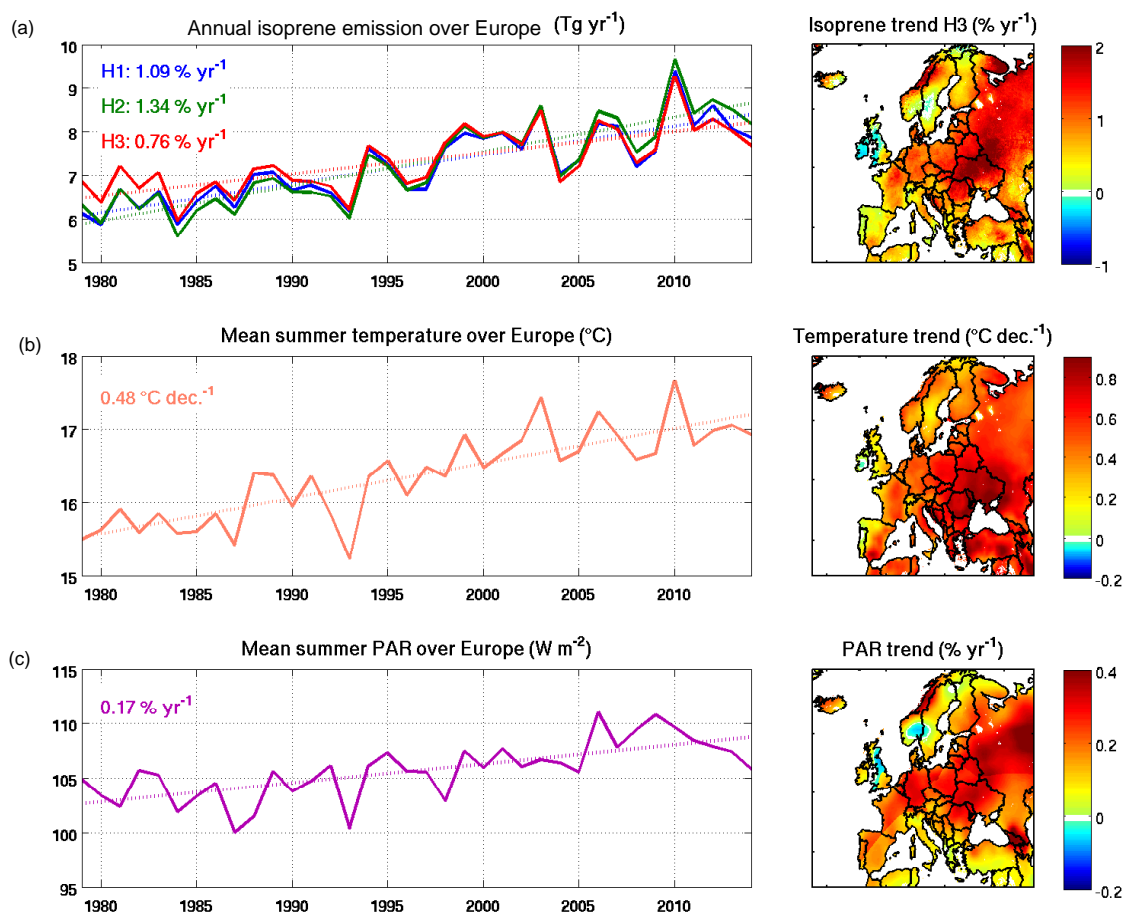 (a)
Annual isoprene emission over Europe (Tg yr⁻¹)
H1: 1.09 % yr⁻¹
H2: 1.34 % yr⁻¹
H3: 0.76 % yr⁻¹
10
9
8
7
6
5
1980 1985 1990 1995 2000 2005 2010
Isoprene trend H3 (% yr⁻¹)
2
1
0
-1
(b)
Mean summer temperature over Europe (°C)
0.48 °C dec.⁻¹
18
17
16
15
1980 1985 1990 1995 2000 2005 2010
Temperature trend (°C dec.⁻¹)
0.8
0.6
0.4
0.2
0
-0.2
(c)
Mean summer PAR over Europe (W m⁻²)
0.17 % yr⁻¹
115
110
105
100
95
1980 1985 1990 1995 2000 2005 2010
PAR trend (% yr⁻¹)
0.4
0.2
0
-0.2